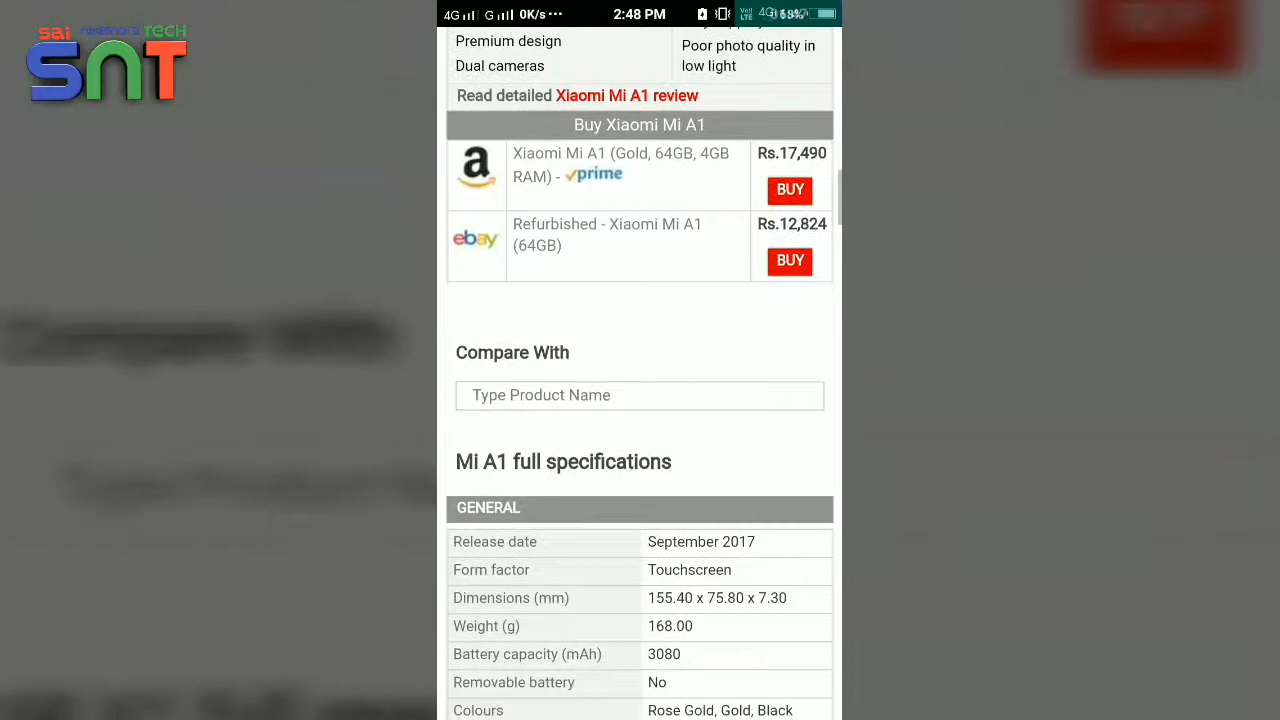 sai narendra TECH
SNT
4G G 0K/s ••• 2:48 PM VoLTE 4G 68%
Premium design
Dual cameras
Poor photo quality in
low light
Read detailed Xiaomi Mi A1 review
Buy Xiaomi Mi A1
a
Xiaomi Mi A1 (Gold, 64GB, 4GB
RAM) - prime
Rs.17,490
BUY
ebay
Refurbished - Xiaomi Mi A1
(64GB)
Rs.12,824
BUY
Compare With
Type Product Name
Mi A1 full specifications
GENERAL
Release date September 2017
Form factor Touchscreen
Dimensions (mm) 155.40 x 75.80 x 7.30
Weight (g) 168.00
Battery capacity (mAh) 3080
Removable battery No
Colours Rose Gold, Gold, Black